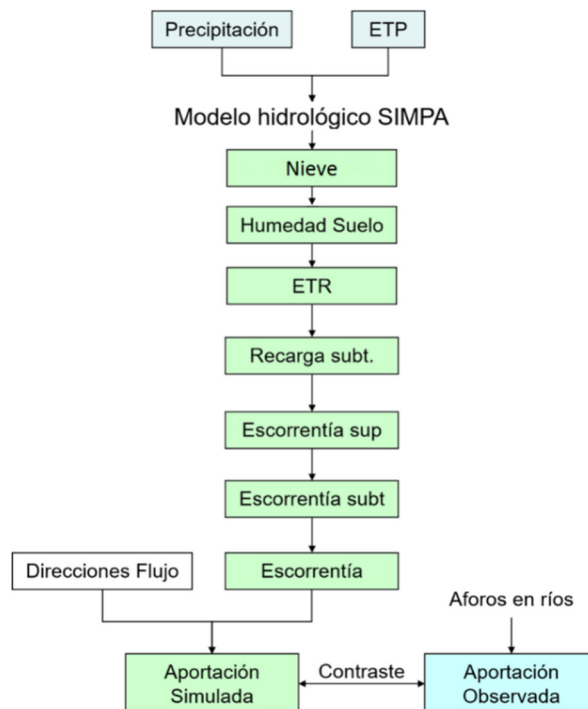 Precipitación
ETP
Modelo hidrológico SIMPA
Nieve
Humedad Suelo
ETR
Recarga subt.
Escorrentía sup
Escorrentía subt
Direcciones Flujo
Escorrentía
Aforos en ríos
Aportación
Simulada
Contraste
Aportación
Observada